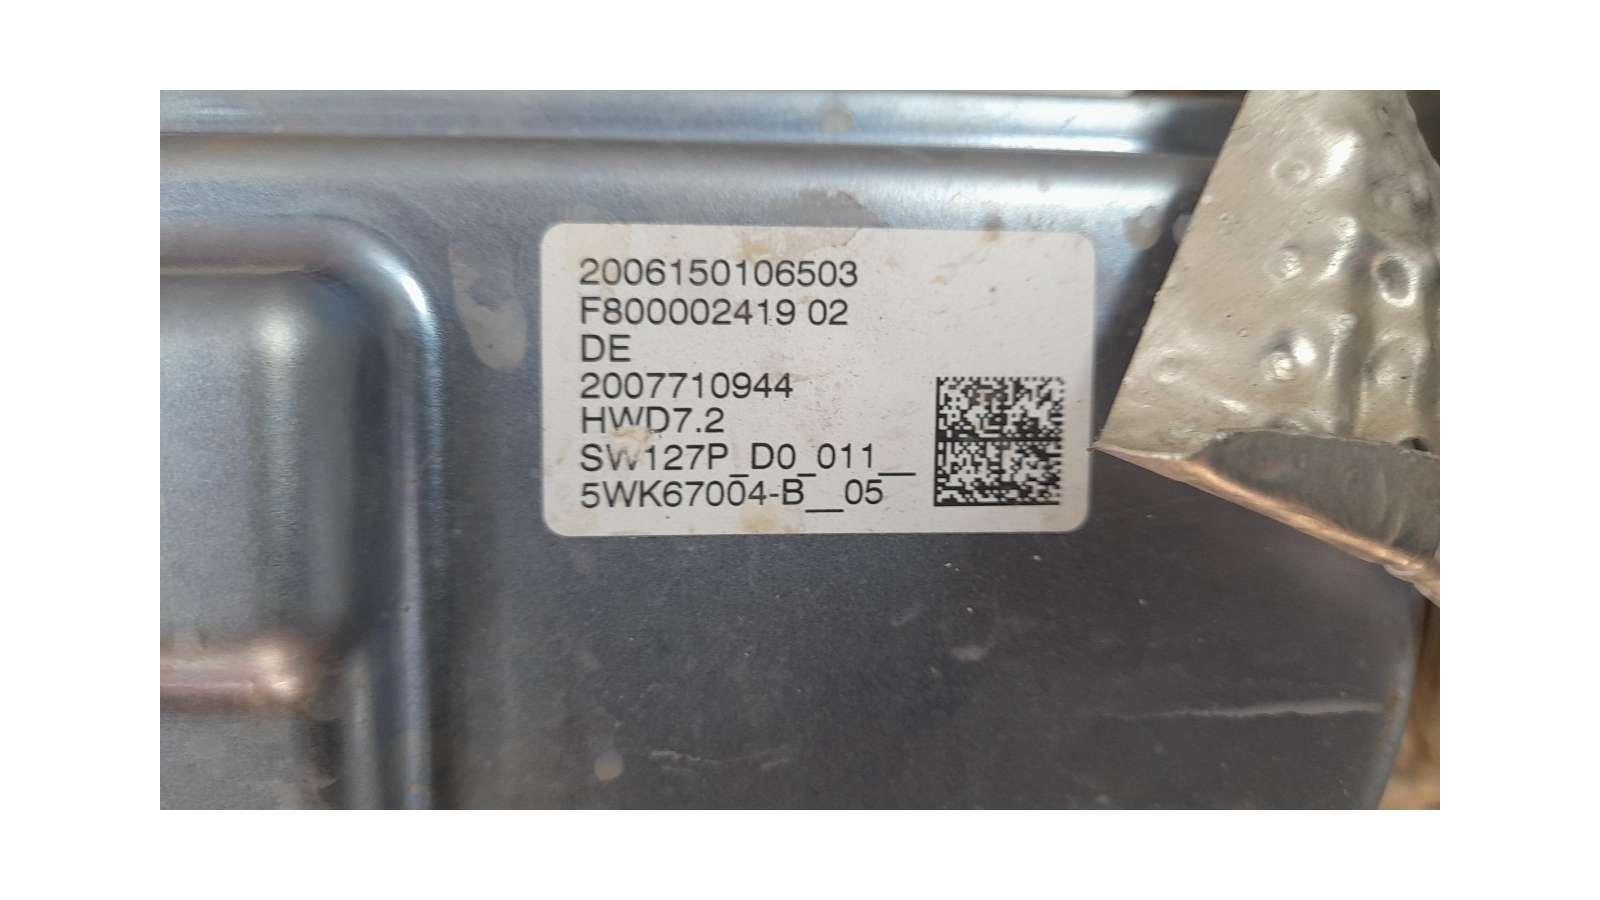 2006150106503
F800002419 02
DE
2007710944
HWD7.2
SW127P_D0_011__
5WK67004-B__05